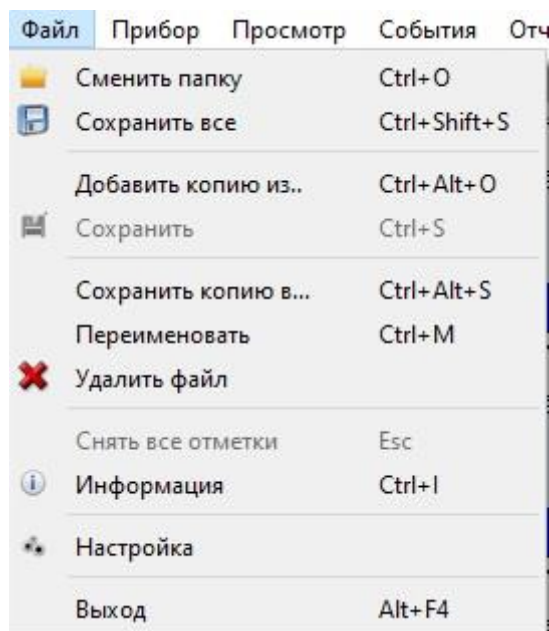 Файл Прибор Просмотр События Отч
Сменить папку Ctrl+O
Сохранить все Ctrl+Shift+S
Добавить копию из.. Ctrl+Alt+O
Сохранить Ctrl+S
Сохранить копию в... Ctrl+Alt+S
Переименовать Ctrl+M
Удалить файл
Снять все отметки Esc
Информация Ctrl+I
Настройка
Выход Alt+F4